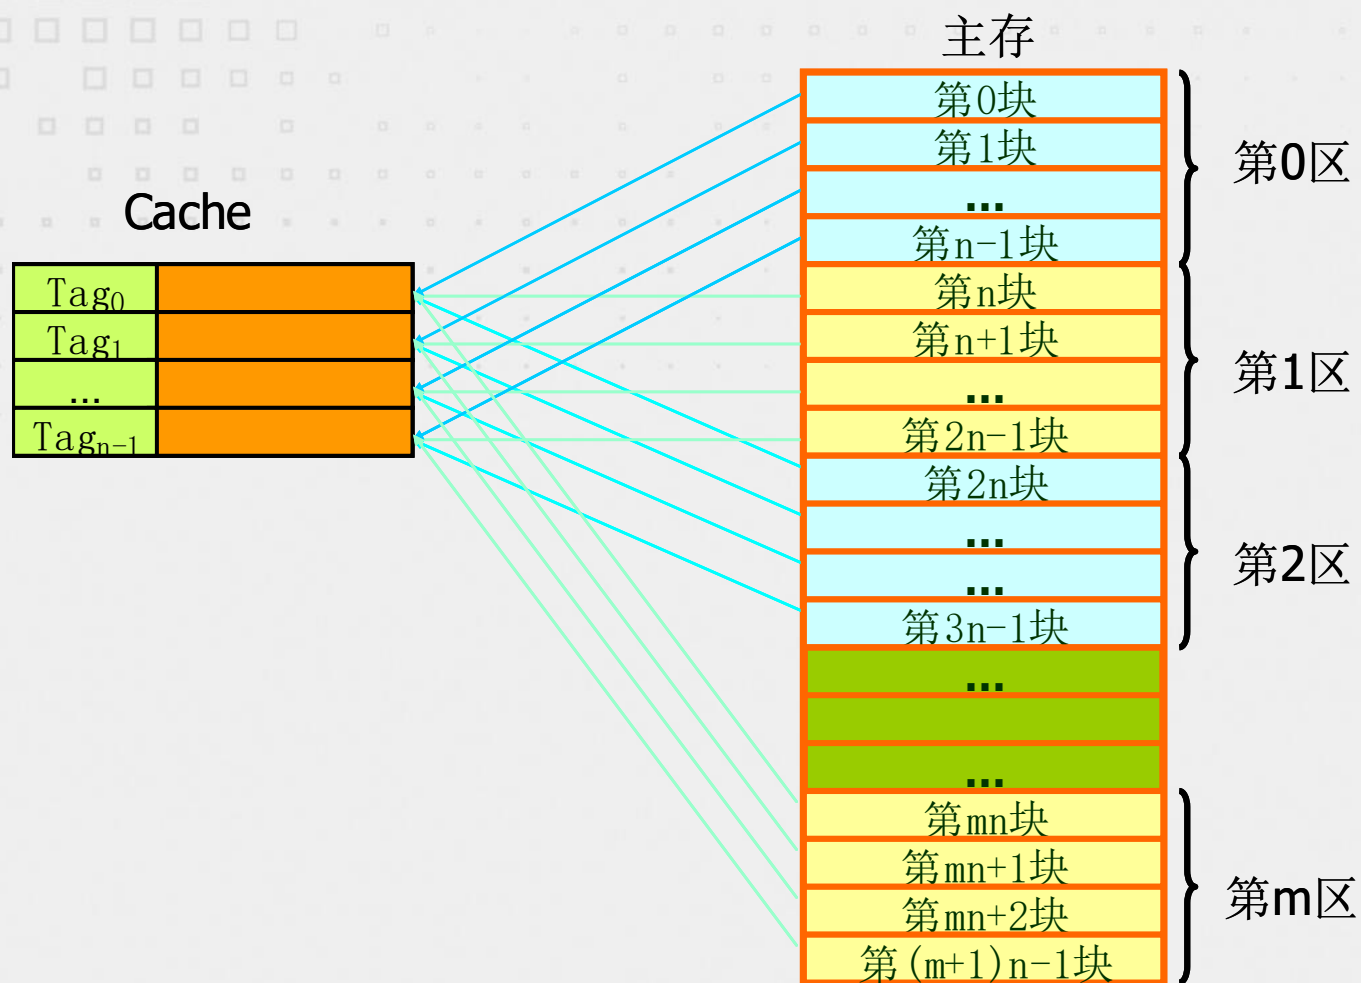 主存
第0块
第1块
...
第n-1块
第0区
Cache
Tag0
Tag1
...
Tagn-1
第n块
第n+1块
...
第2n-1块
第1区
第2n块
...
...
第3n-1块
第2区
...
...
第mn块
第mn+1块
第mn+2块
第(m+1)n-1块
第m区